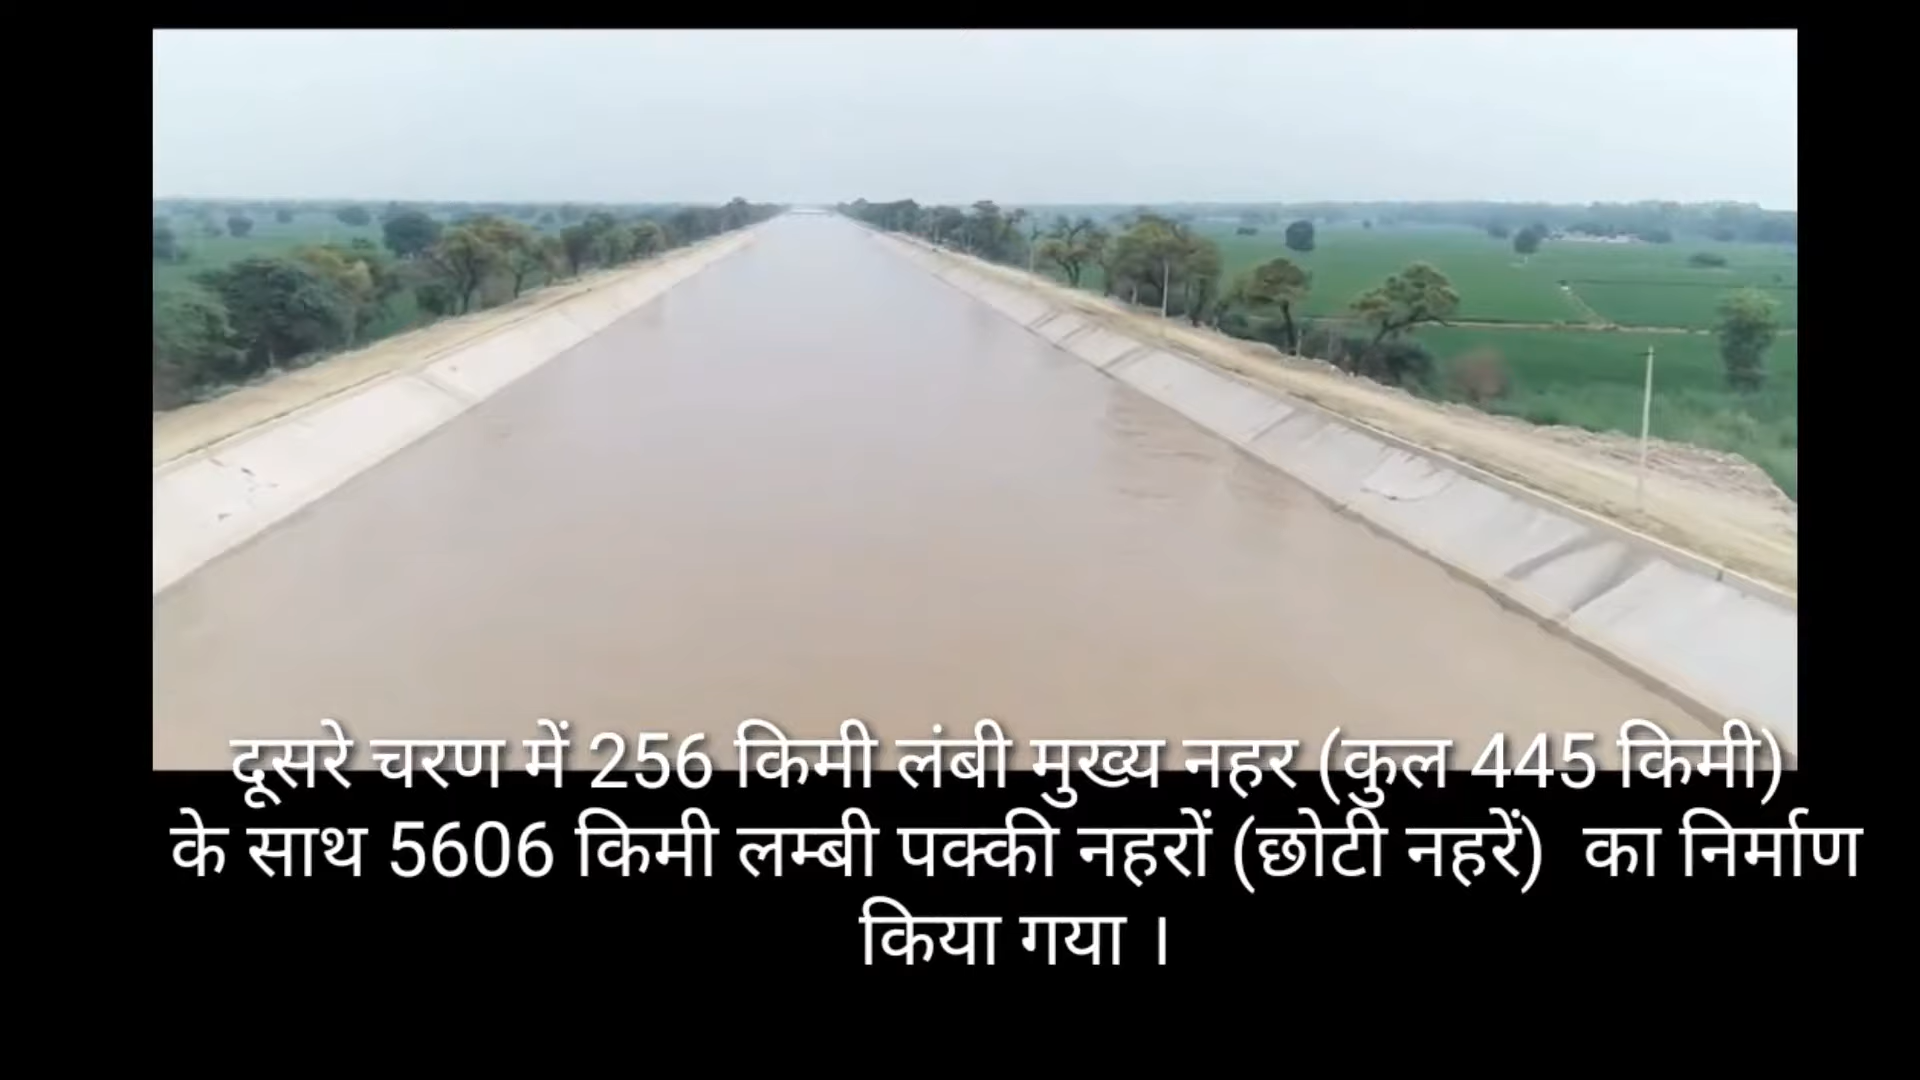 दूसरे चरण में 256 किमी लंबी मुख्य नहर (कुल 445 किमी)
के साथ 5606 किमी लम्बी पक्की नहरों (छोटी नहरें) का निर्माण
किया गया ।